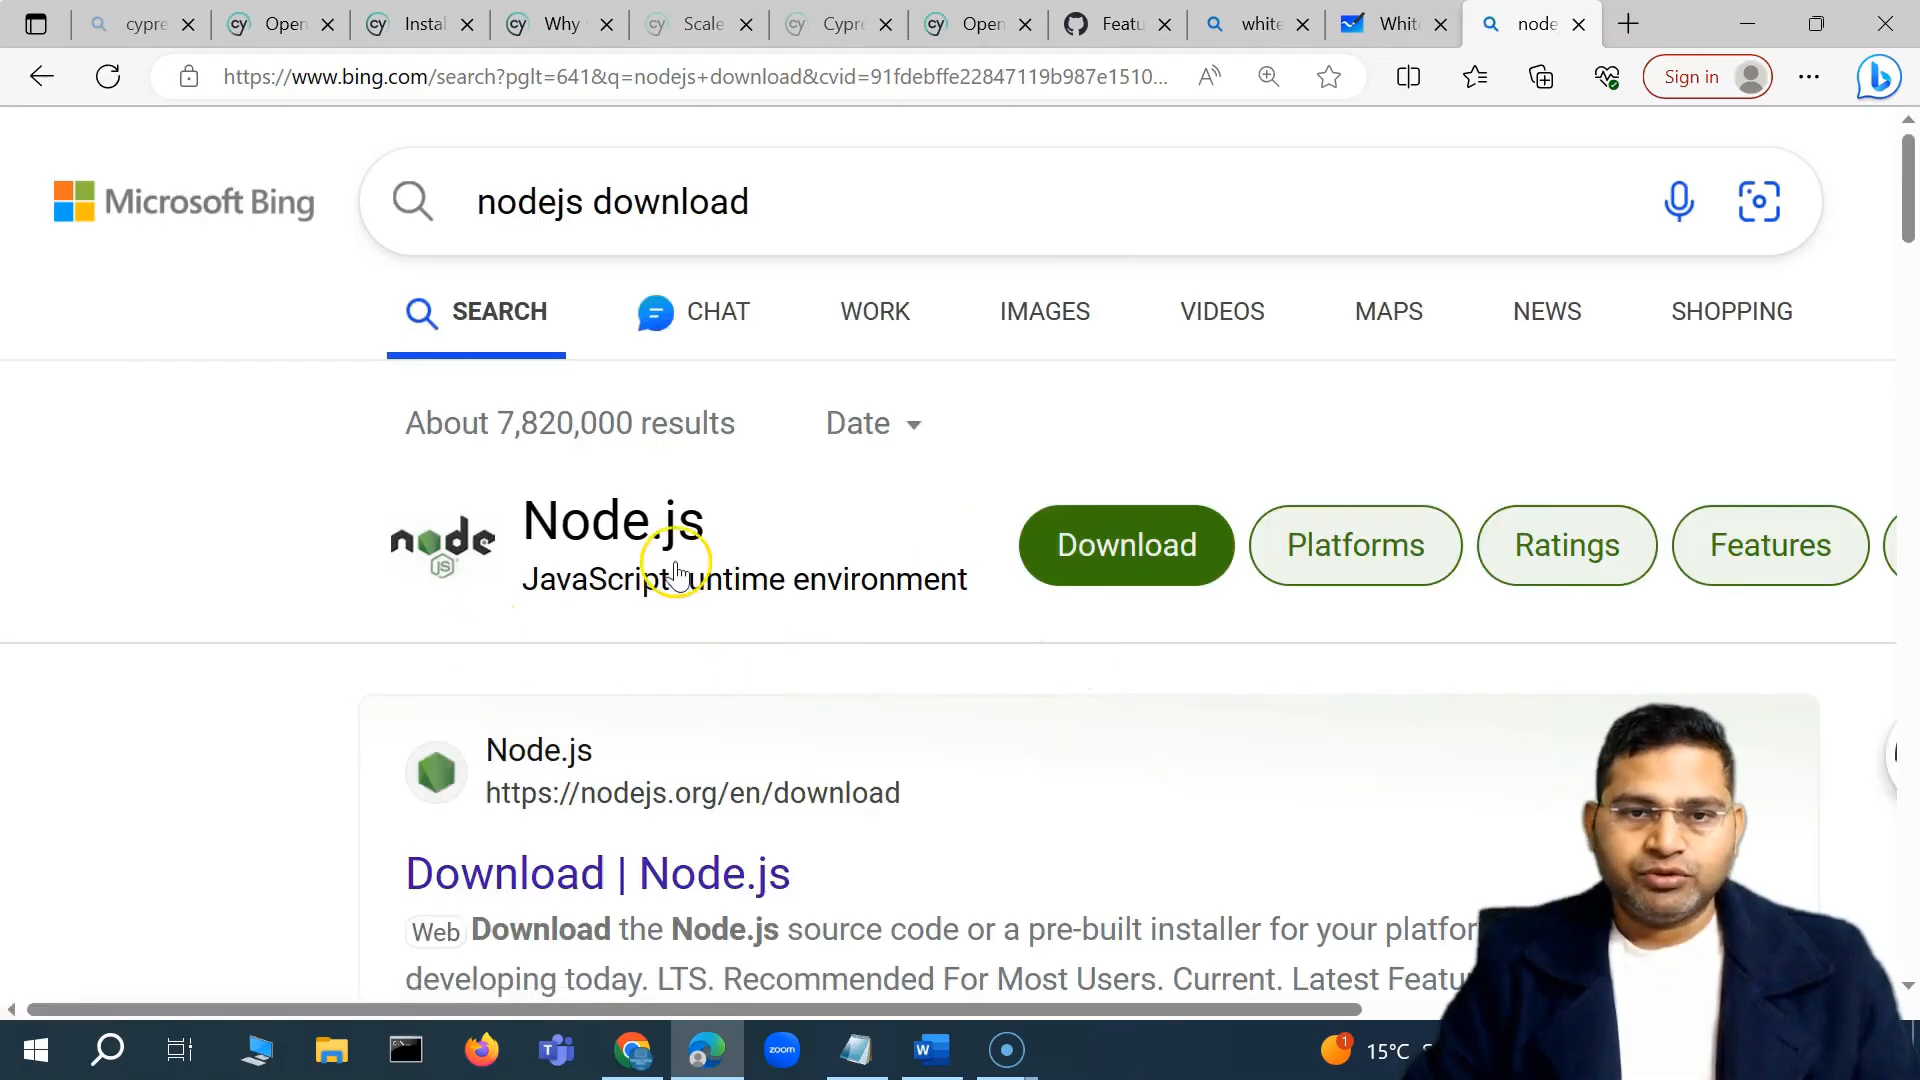 cypre
Open
Instal
Why
Scale
Cypre
Open
Featu
white
Whit
node
https://www.bing.com/search?pglt=641&q=nodejs+download&cvid=91fdebffe22847119b987e1510...
Sign in
Microsoft Bing
nodejs download
SEARCH
CHAT
WORK
IMAGES
VIDEOS
MAPS
NEWS
SHOPPING
About 7,820,000 results
Date
node
JS
Node.js
JavaScript runtime environment
Download
Platforms
Ratings
Features
Node.js
https://nodejs.org/en/download
Download | Node.js
Web Download the Node.js source code or a pre-built installer for your platfor
developing today. LTS. Recommended For Most Users. Current. Latest Featu
zoom
1
15°C